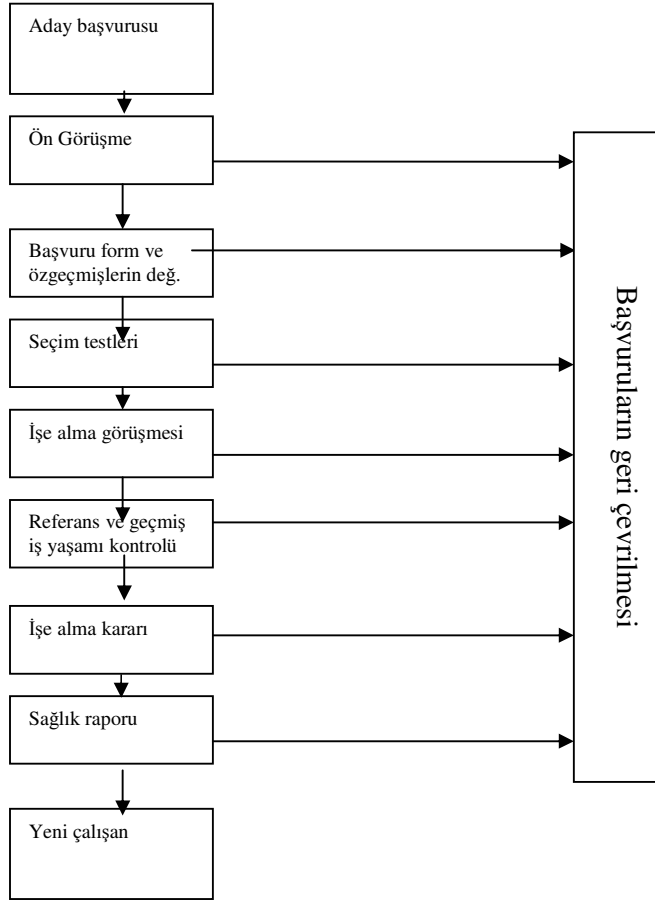 Aday başvurusu
Ön Görüşme
Başvuru form ve
özgeçmişlerin değ.
Seçim testleri
İşe alma görüşmesi
Referans ve geçmiş
iş yaşamı kontrolü
İşe alma kararı
Sağlık raporu
Yeni çalışan
Başvuruların geri çevrilmesi